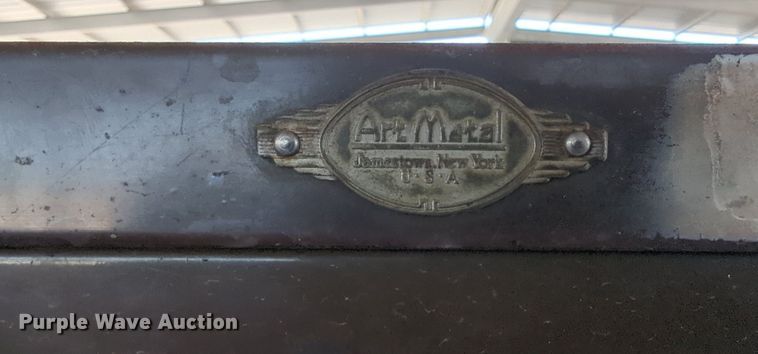 Art Metal
Jamestown, New York
U·S·A
Purple Wave Auction